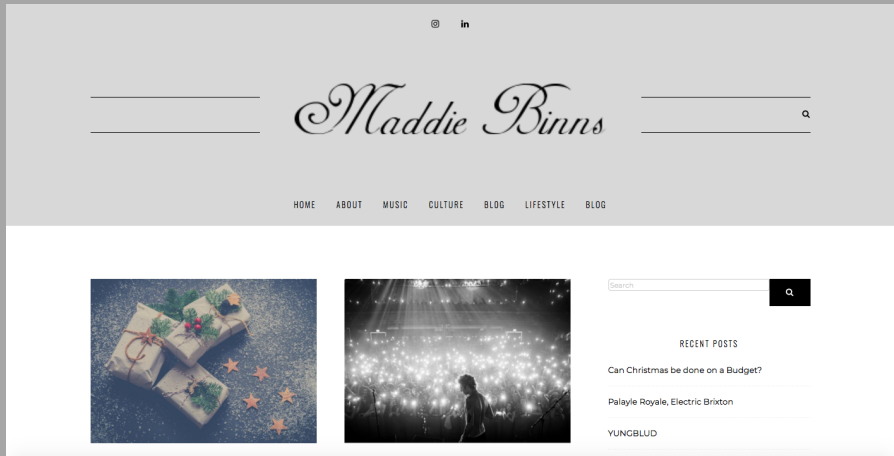 Maddie Binns
HOME ABOUT MUSIC CULTURE BLOG LIFESTYLE BLOG
Search
RECENT POSTS
Can Christmas be done on a Budget?
Palayle Royale, Electric Brixton
YUNGBLUD